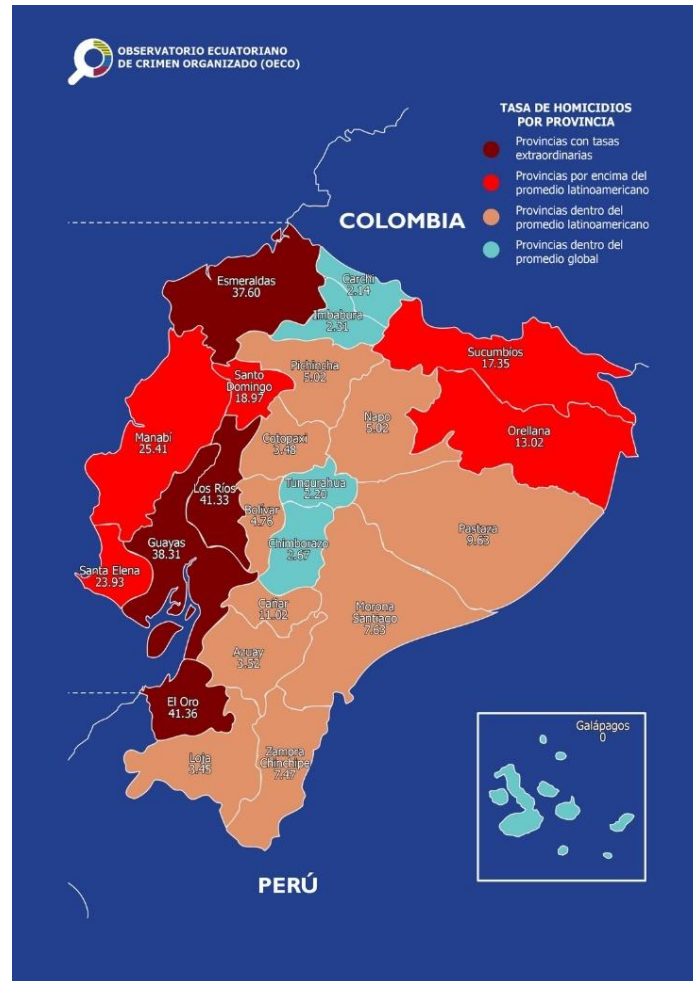 OBSERVATORIO ECUATORIANO
DE CRIMEN ORGANIZADO (OECO)
TASA DE HOMICIDIOS
POR PROVINCIA
Provincias con tasas
extraordinarias
Provincias por encima del
promedio latinoamericano
Provincias dentro del
promedio latinoamericano
Provincias dentro del
promedio global
COLOMBIA
Esmeraldas
37.60
Carchi
2.14
Imbabura
2.31
Sucumbíos
17.35
Pichincha
5.02
Santo
Domingo
18.97
Napo
5.02
Orellana
13.02
Manabí
25.41
Cotopaxi
3.48
Los Ríos
41.33
Tungurahua
2.20
Bolívar
4.76
Pastaza
9.63
Guayas
38.31
Chimborazo
2.67
Santa Elena
23.93
Cañar
11.02
Morona
Santiago
7.63
Azuay
3.52
El Oro
41.36
Galápagos
0
Loja
3.45
Zamora
Chinchipe
7.47
PERÚ